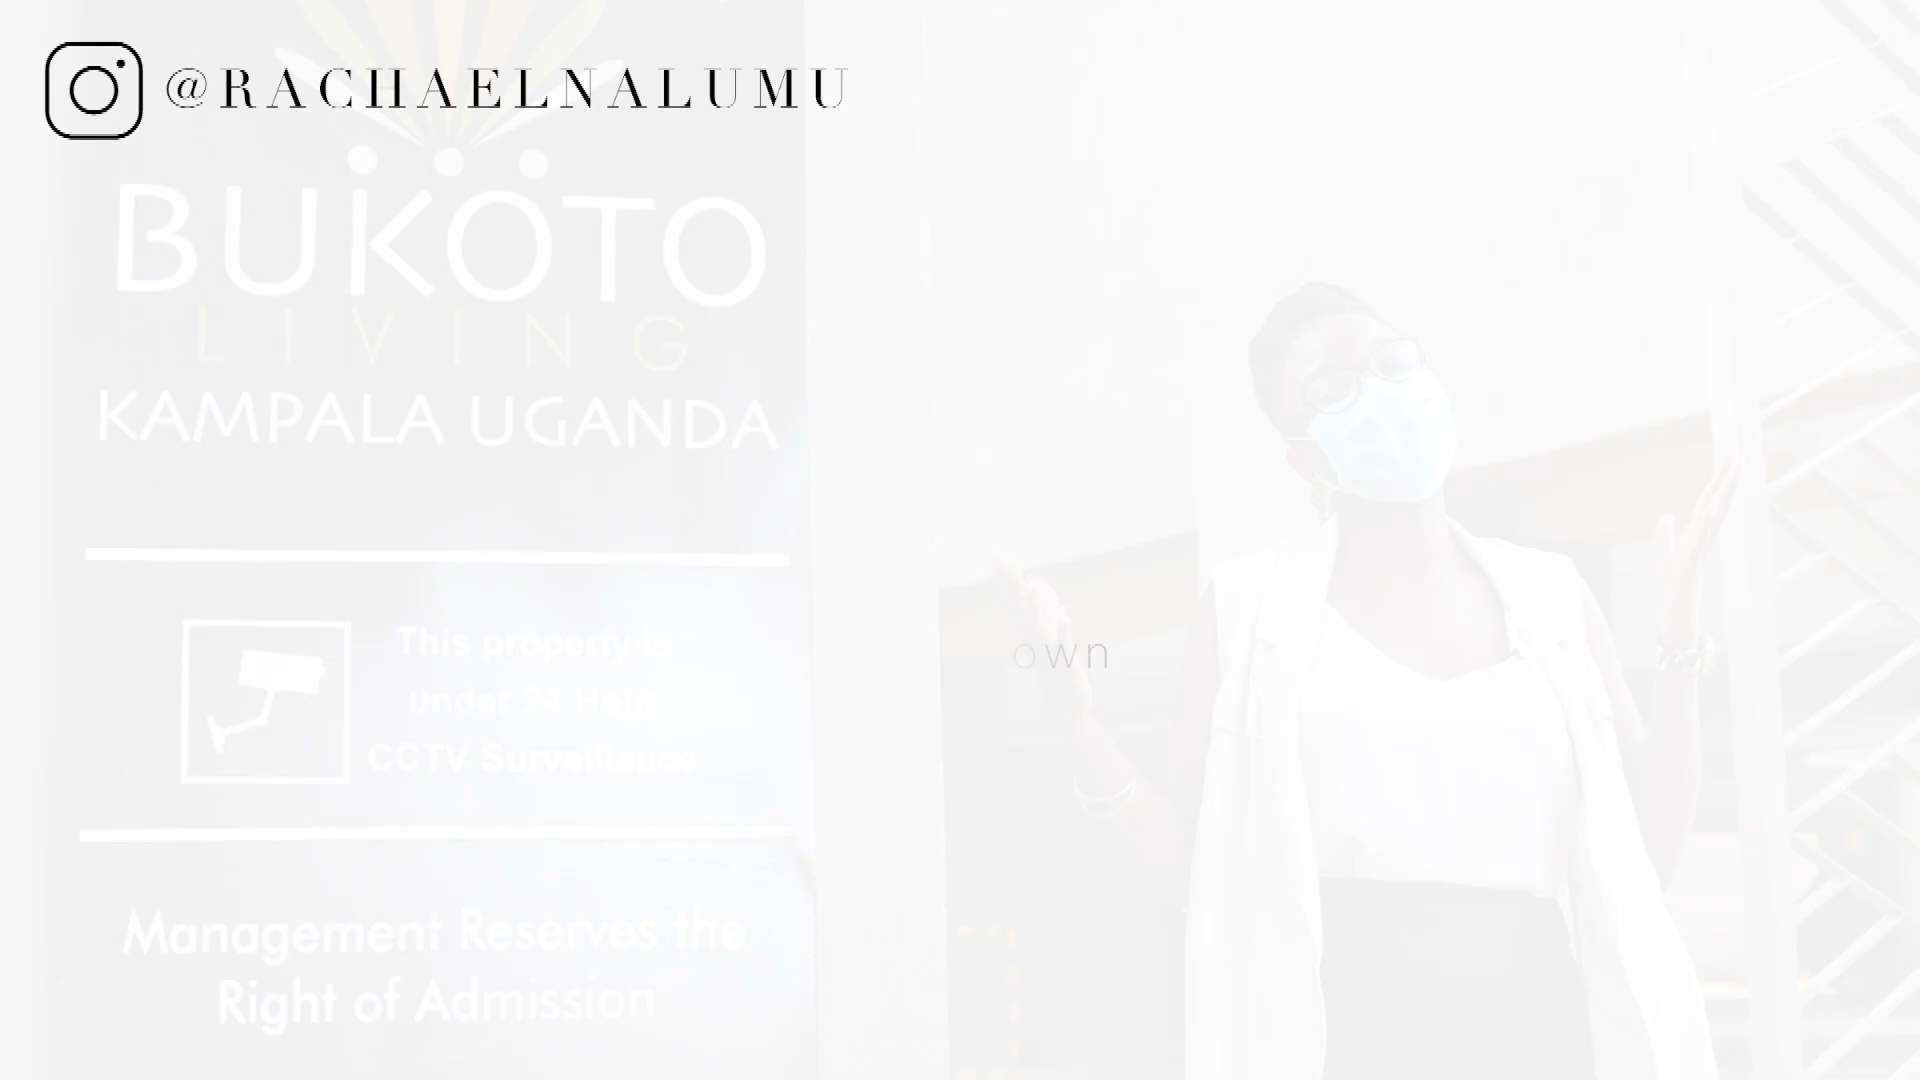 @RACHAELNALUMU
BUKOTO
LIVING
KAMPALA UGANDA
This property is
under 24 Hour
CCTV Surveillance
own
Management Reserves the
Right of Admission